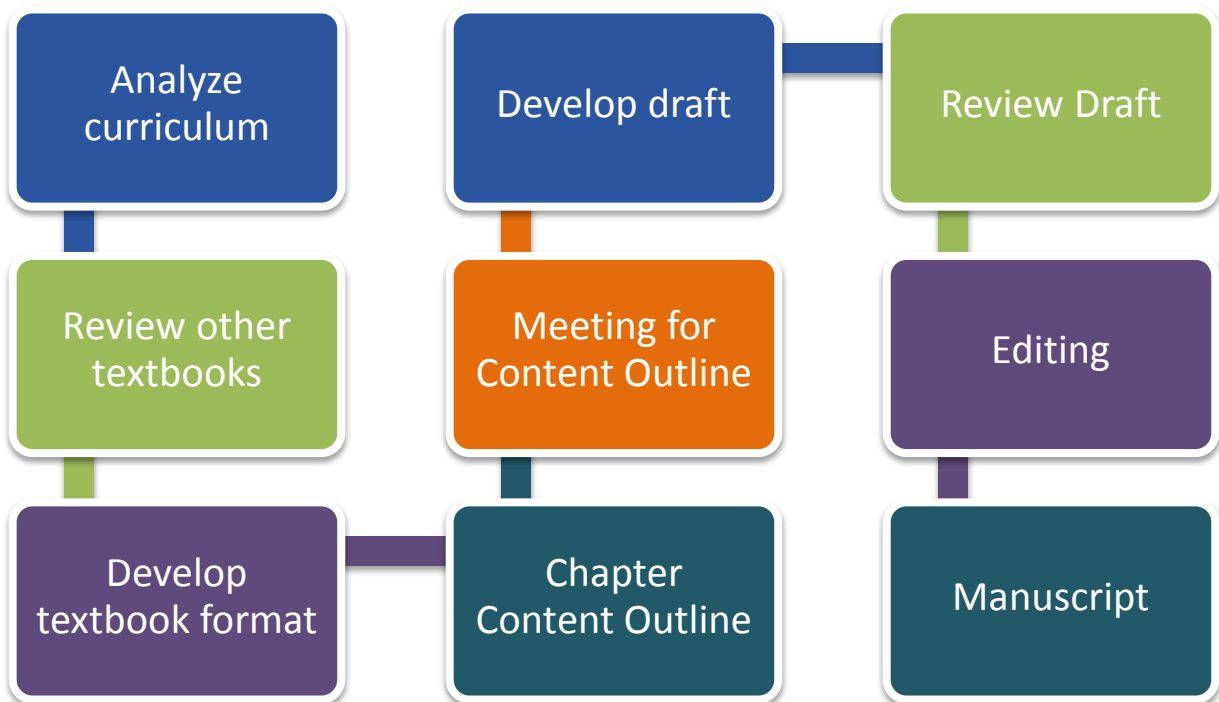 Analyze
curriculum
Review other
textbooks
Develop
textbook format
Chapter
Content Outline
Meeting for
Content Outline
Develop draft
Review Draft
Editing
Manuscript